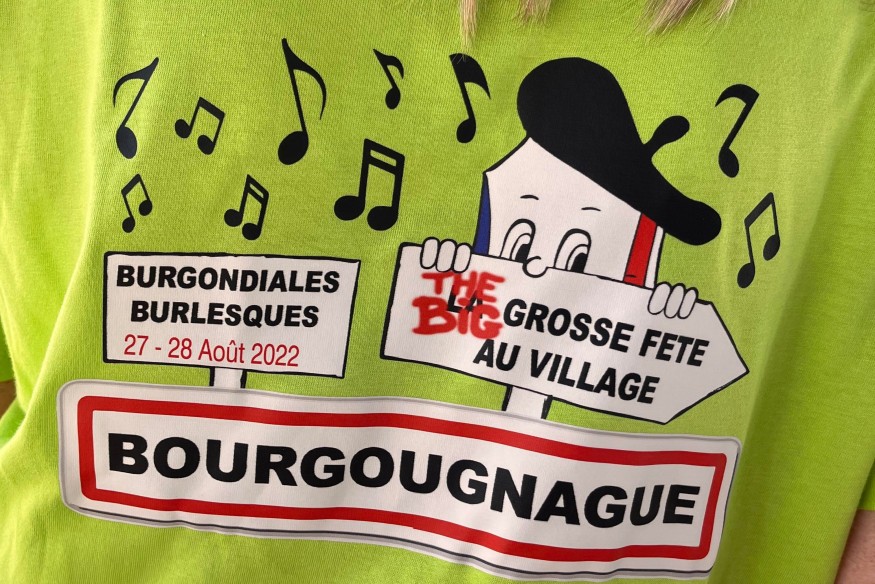 BURGONDIALES
BURLESQUES
27 - 28 Août 2022
THE
BIG
LA GROSSE FETE
AU VILLAGE
BOURGOUGNAGUE